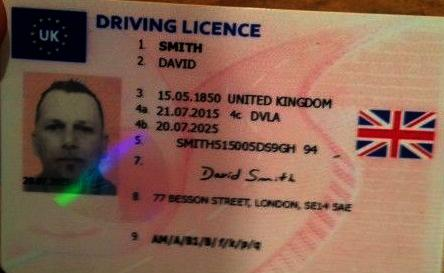 UK
DRIVING LICENCE
1 SMITH
2 DAVID
3 15.05.1850 UNITED KINGDOM
4a 21.07.2015 4c DVLA
4b 20.07.2025
5. SMITH515005DS9GH 94
7. David Smith
8 77 BESSON STREET, LONDON, SE14 5AE
9 AM/A/B1/B/f/k/p/q